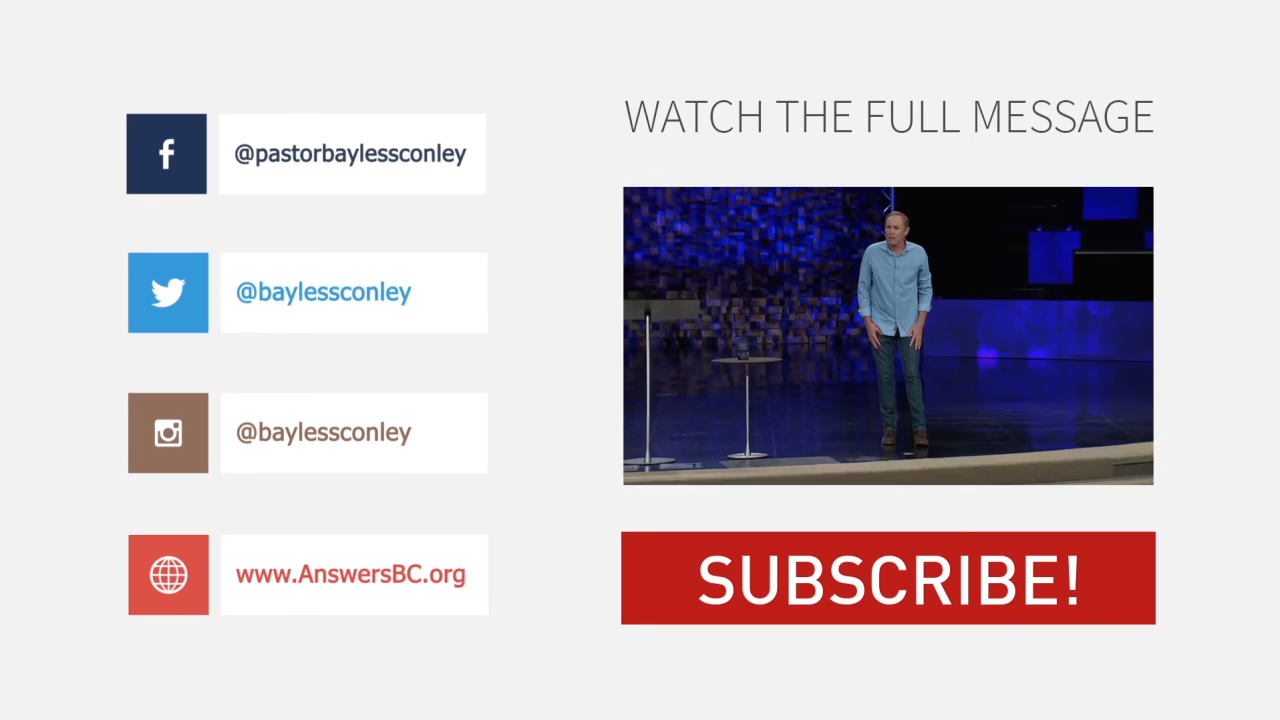 @pastorbaylessconley
@baylessconley
@baylessconley
www.AnswersBC.org
WATCH THE FULL MESSAGE
SUBSCRIBE!